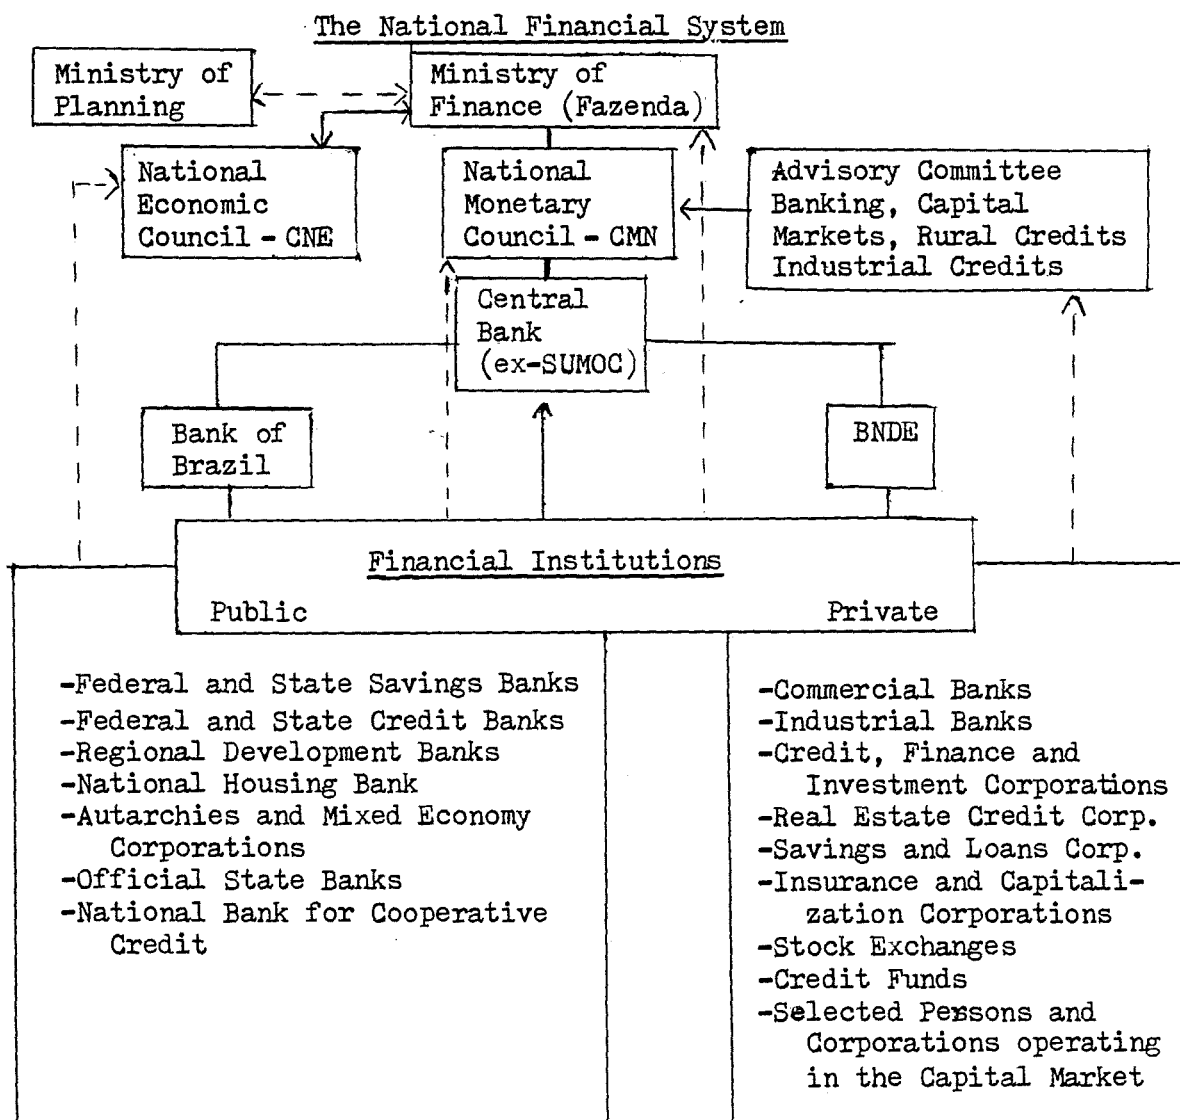 The National Financial System
Ministry of
Planning
Ministry of
Finance (Fazenda)
National
Economic
Council - CNE
National
Monetary
Council - CMN
Advisory Committee
Banking, Capital
Markets, Rural Credits
Industrial Credits
Central
Bank
(ex-SUMOC)
Bank of
Brazil
BNDE
Financial Institutions
Public
Private
-Federal and State Savings Banks
-Federal and State Credit Banks
-Regional Development Banks
-National Housing Bank
-Autarchies and Mixed Economy
Corporations
-Official State Banks
-National Bank for Cooperative
Credit
-Commercial Banks
-Industrial Banks
-Credit, Finance and
Investment Corporations
-Real Estate Credit Corp.
-Savings and Loans Corp.
-Insurance and Capitali-
zation Corporations
-Stock Exchanges
-Credit Funds
-Selected Persons and
Corporations operating
in the Capital Market